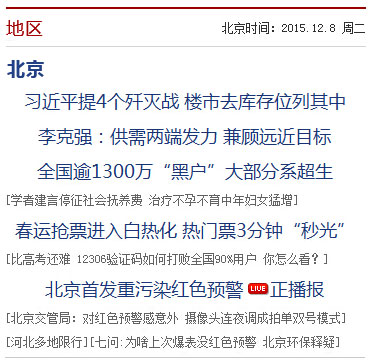 地区 北京时间：2015.12.8 周二
北京
习近平提4个歼灭战 楼市去库存位列其中
李克强：供需两端发力 兼顾远近目标
全国逾1300万“黑户”大部分系超生
[学者建言停征社会抚养费 治疗不孕不育中年妇女猛增]
春运抢票进入白热化 热门票3分钟“秒光”
[比高考还难 12306验证码如何打败全国90%用户 你怎么看？]
北京首发重污染红色预警 LIVE 正播报
[北京交管局：对红色预警感意外 摄像头连夜调成拍单双号模式]
[河北多地限行][七问:为啥上次爆表没红色预警 北京环保释疑]